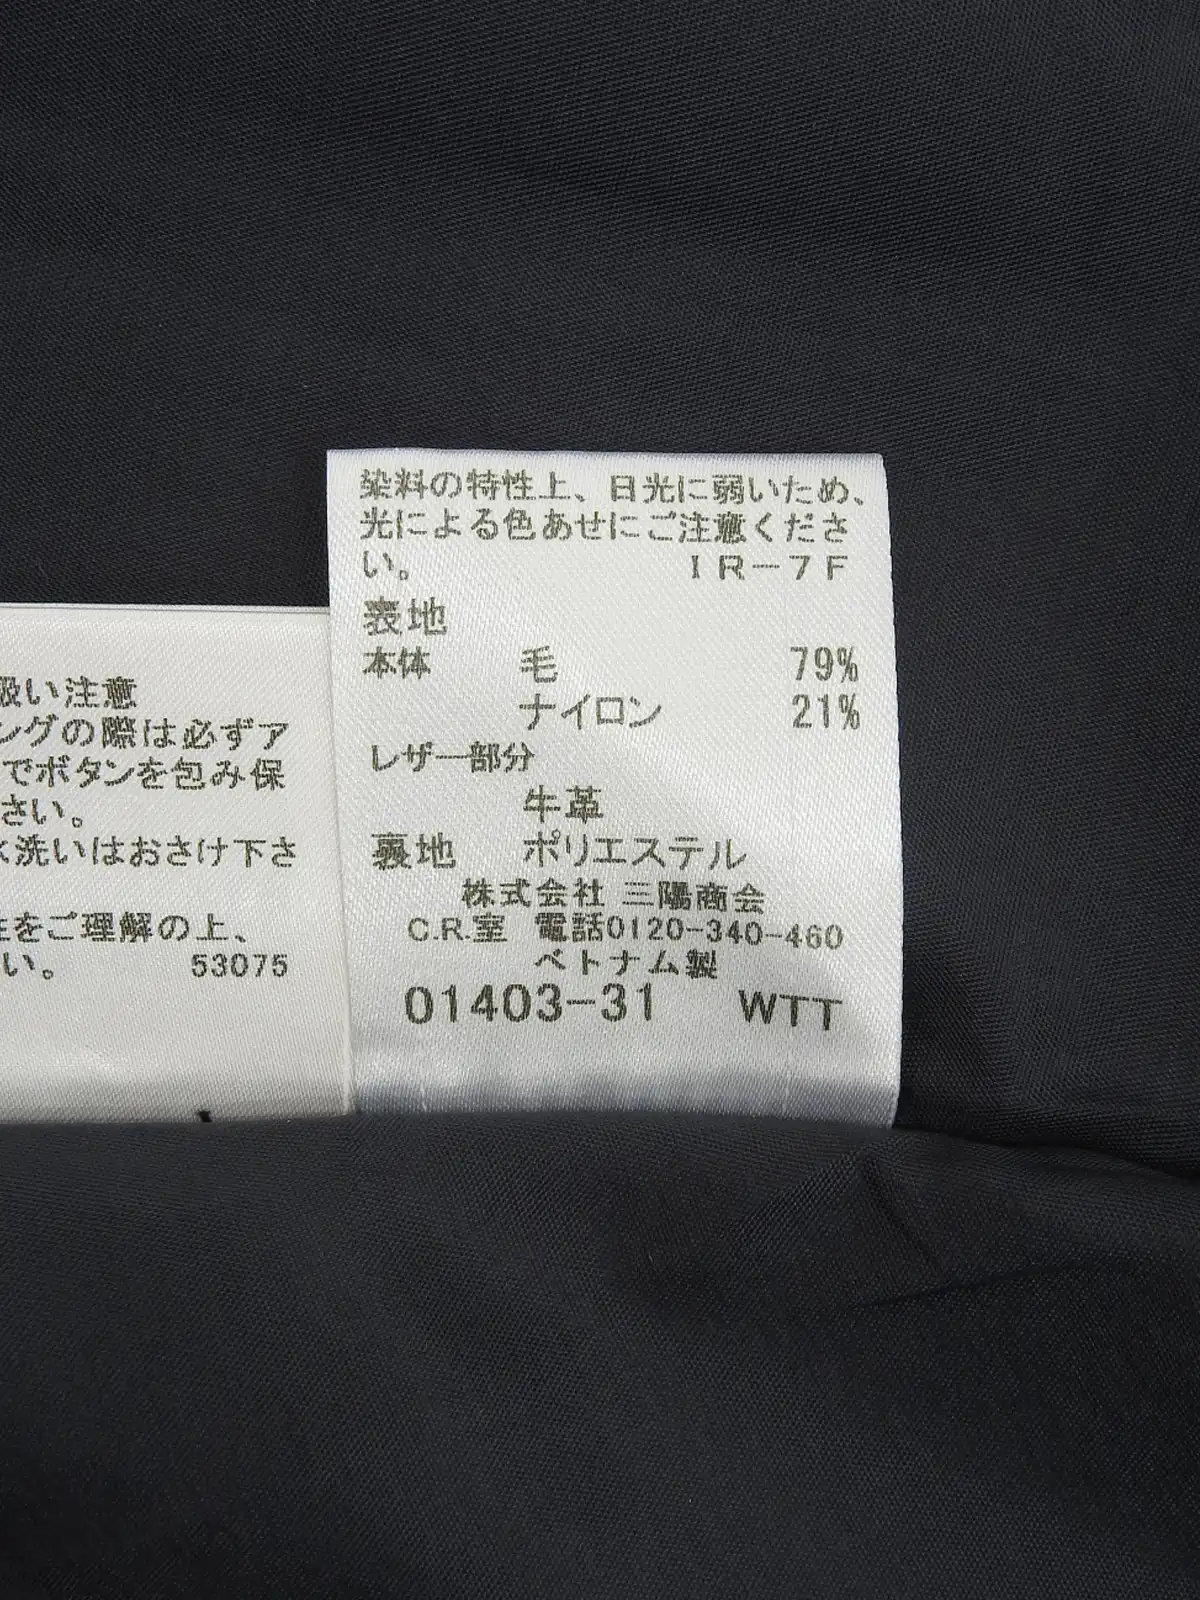 染料の特性上、日光に弱いため、
光による色あせにご注意くださ
い。 IR-7F
表地
本体 毛 79%
ナイロン 21%
レザー部分
牛革
裏地 ポリエステル
株式会社 三陽商会
C.R.室 電話0120-340-460
ベトナム製
01403-31 WTT
扱い注意
ングの際は必ずア
でボタンを包み保
さい。
水洗いはおさけ下さ
性をご理解の上、
い。 53075